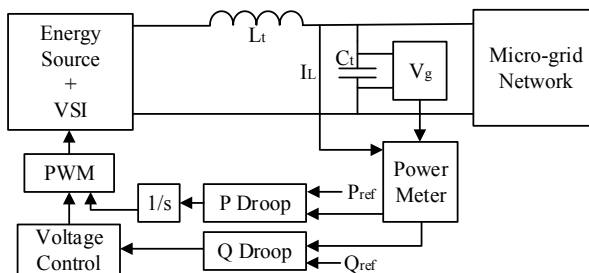 Energy
Source
+
VSI
Lt
IL
Ct
Vg
Micro-grid
Network
PWM
1/s
P Droop
Pref
Power
Meter
Voltage
Control
Q Droop
Qref